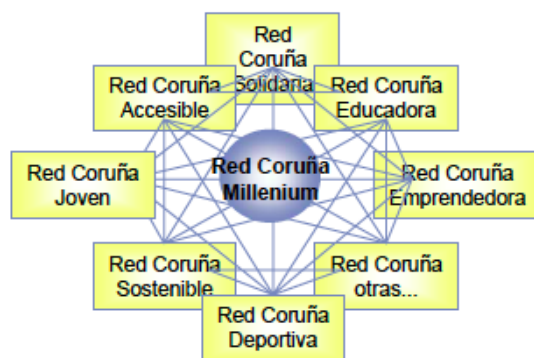 Red
Coruña
Solidaria
Red Coruña
Accesible
Red Coruña
Educadora
Red Coruña
Joven
Red Coruña
Millenium
Red Coruña
Emprendedora
Red Coruña
Sostenible
Red Coruña
otras...
Red Coruña
Deportiva